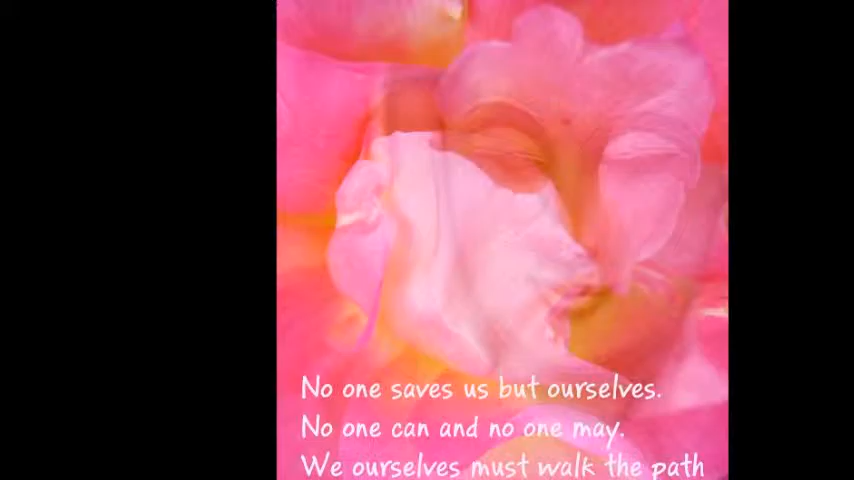 No one saves us but ourselves.
No one can and no one may.
We ourselves must walk the path